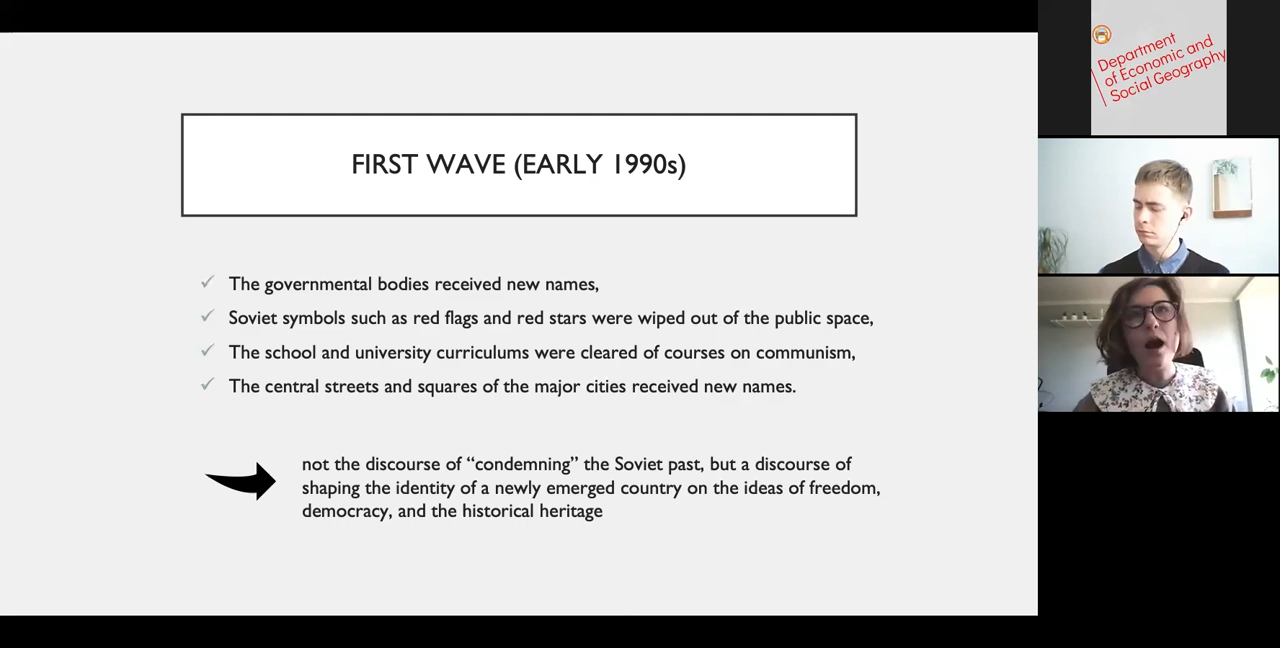 FIRST WAVE (EARLY 1990s)
The governmental bodies received new names,
Soviet symbols such as red flags and red stars were wiped out of the public space,
The school and university curriculums were cleared of courses on communism,
The central streets and squares of the major cities received new names.
not the discourse of “condemning” the Soviet past, but a discourse of
shaping the identity of a newly emerged country on the ideas of freedom,
democracy, and the historical heritage
Department
of Economic and
Social Geography